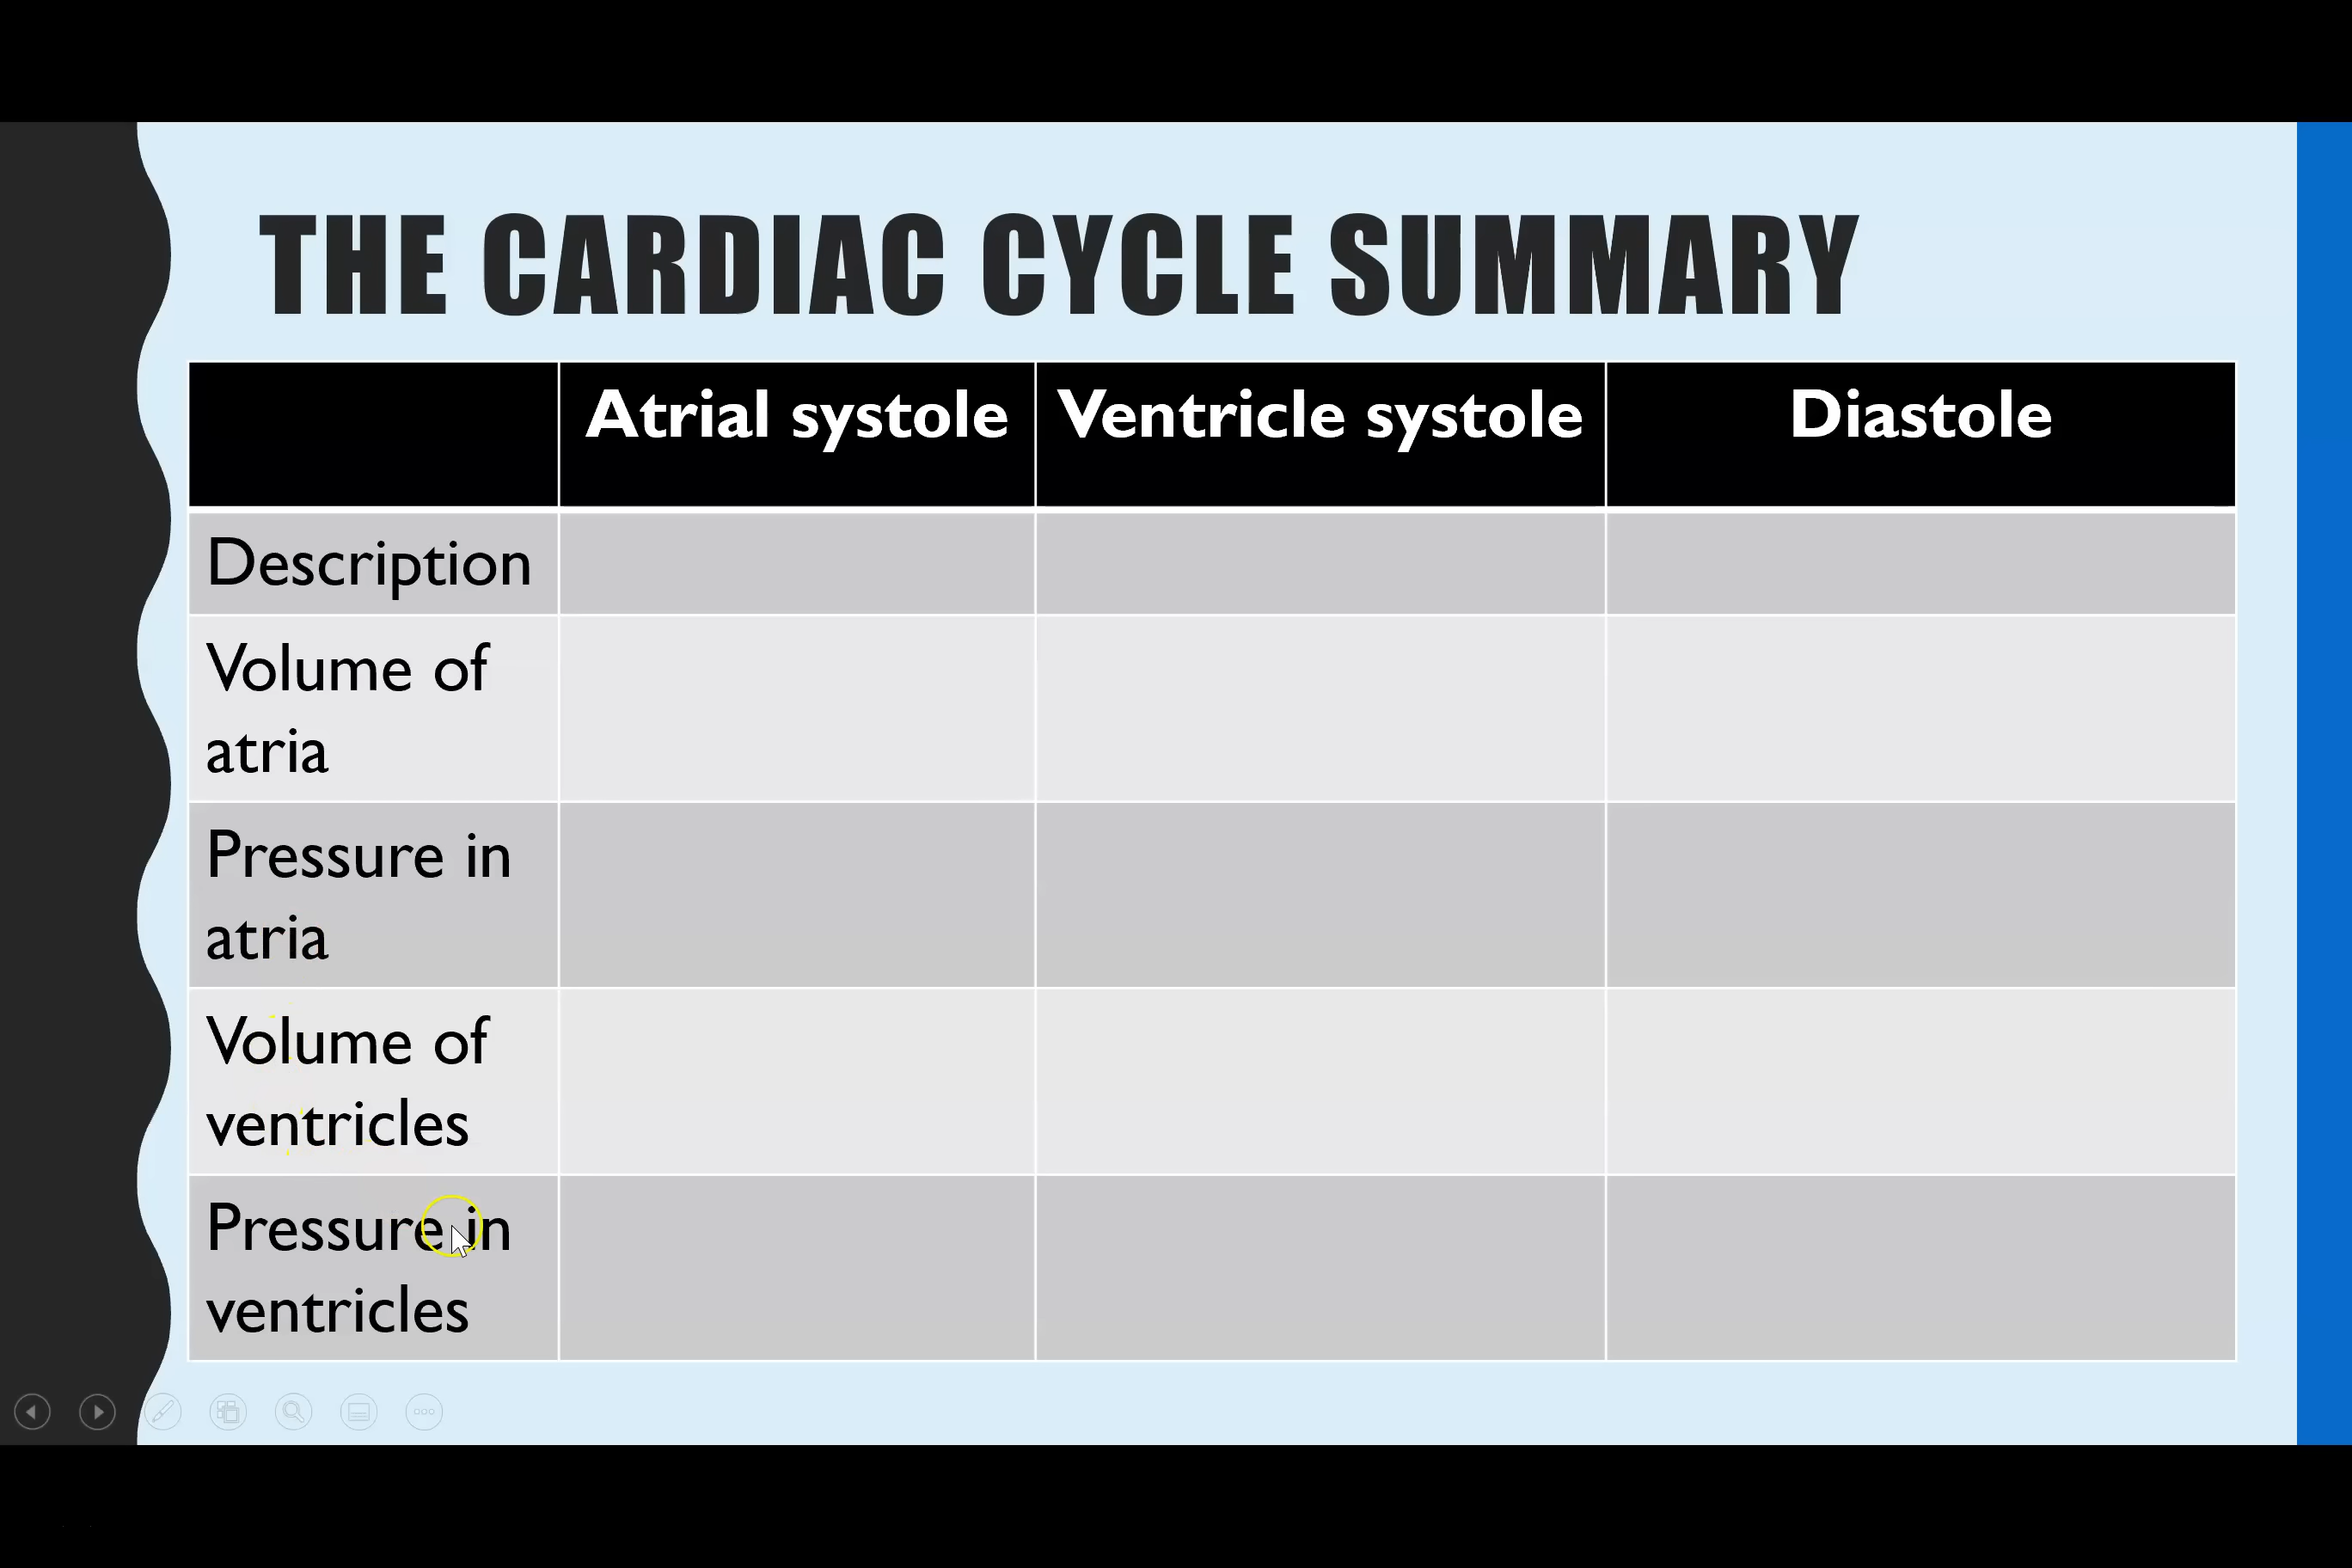 THE CARDIAC CYCLE SUMMARY
Atrial systole Ventricle systole Diastole
Description
Volume of
atria
Pressure in
atria
Volume of
ventricles
Pressure in
ventricles